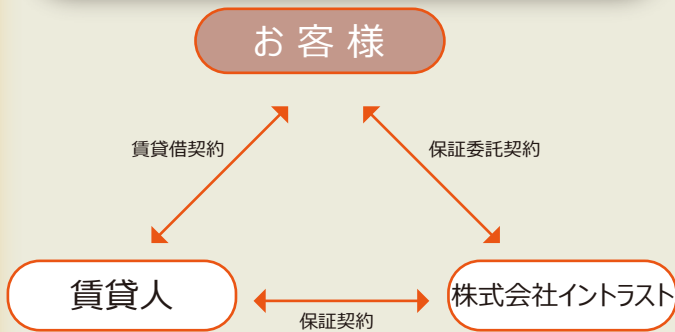 お客様
賃貸借契約
保証委託契約
賃貸人
株式会社イントラスト
保証契約